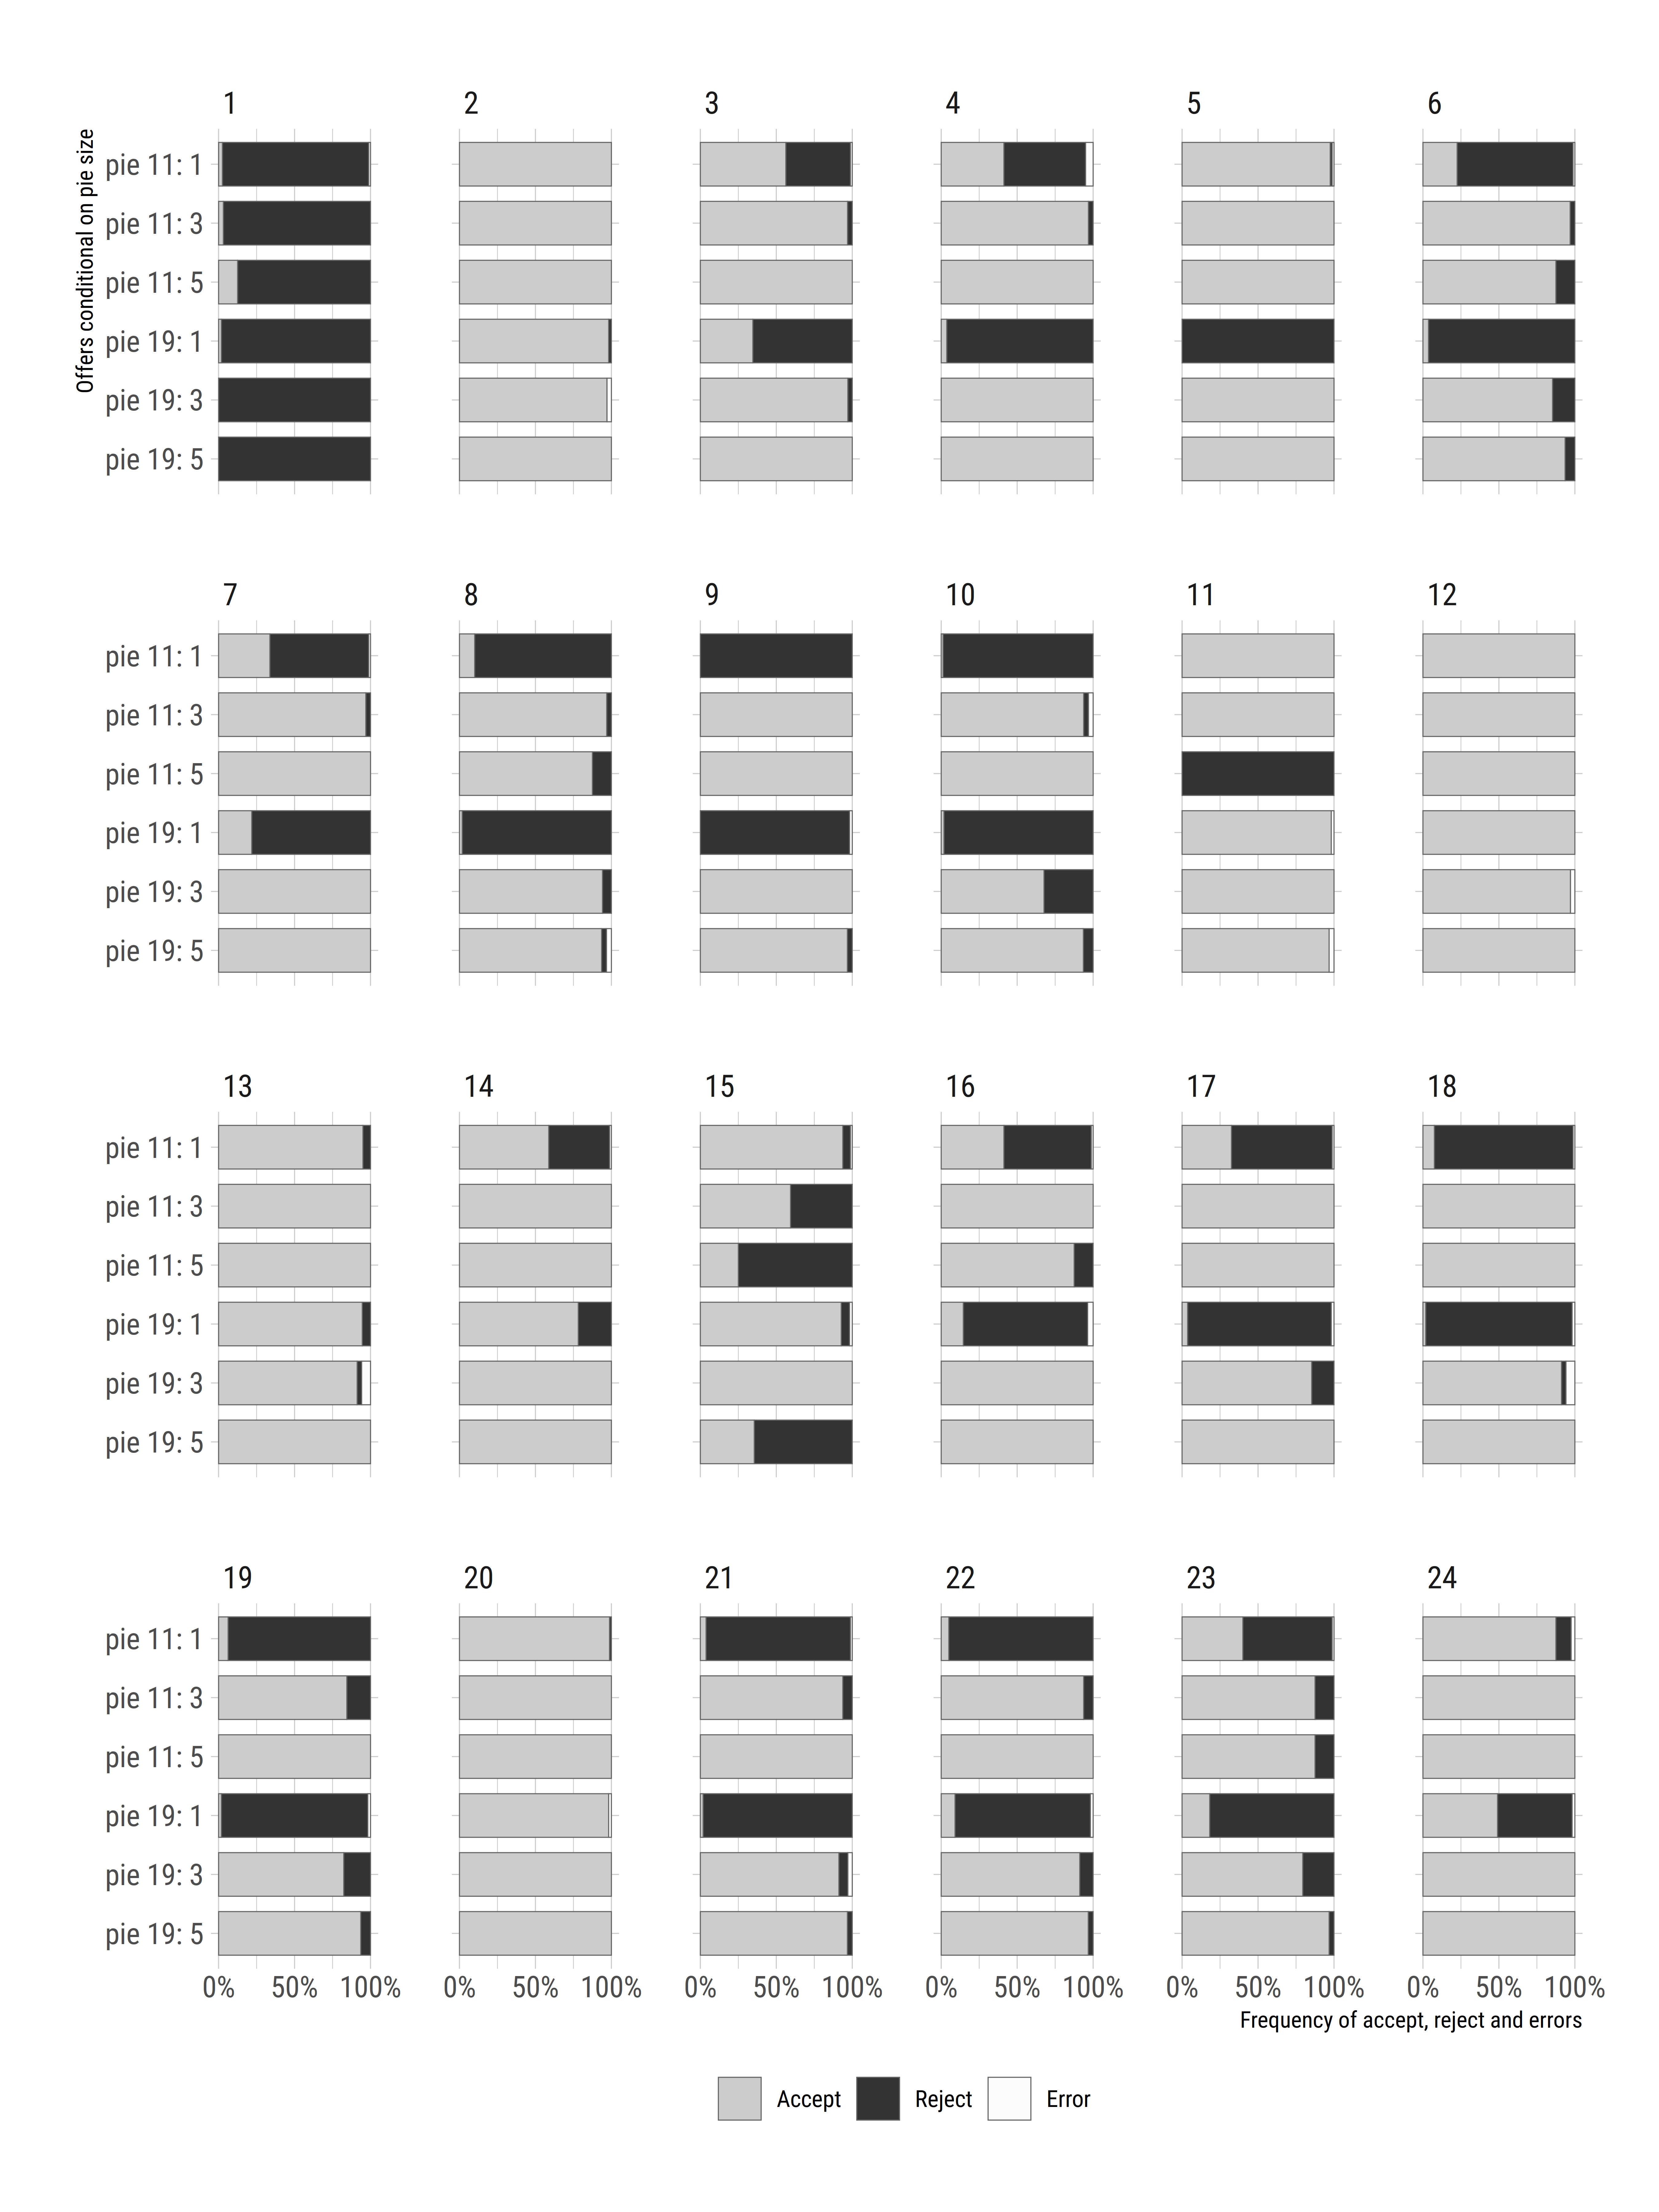 1 2 3 4 5 6
Offers conditional on pie size
pie 11: 1
pie 11: 3
pie 11: 5
pie 19: 1
pie 19: 3
pie 19: 5
7 8 9 10 11 12
pie 11: 1
pie 11: 3
pie 11: 5
pie 19: 1
pie 19: 3
pie 19: 5
13 14 15 16 17 18
pie 11: 1
pie 11: 3
pie 11: 5
pie 19: 1
pie 19: 3
pie 19: 5
19 20 21 22 23 24
pie 11: 1
pie 11: 3
pie 11: 5
pie 19: 1
pie 19: 3
pie 19: 5
0% 50% 100% 0% 50% 100% 0% 50% 100% 0% 50% 100% 0% 50% 100% 0% 50% 100%
Frequency of accept, reject and errors
Accept Reject Error